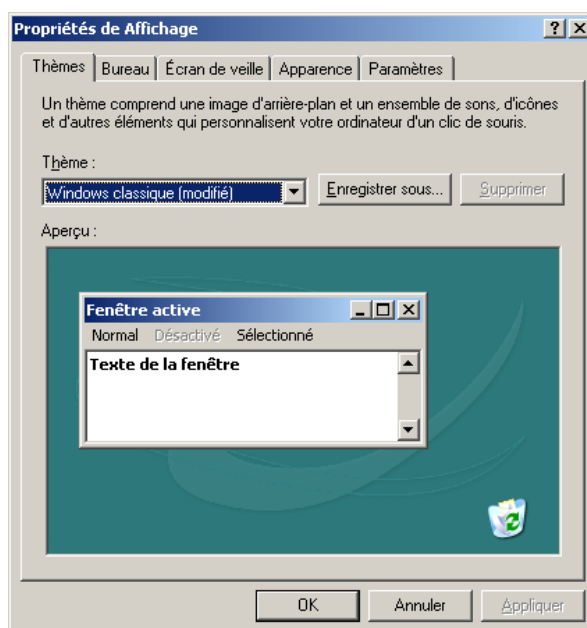 Propriétés de Affichage
Thèmes Bureau Écran de veille Apparence Paramètres
Un thème comprend une image d'arrière-plan et un ensemble de sons, d'icônes
et d'autres éléments qui personnalisent votre ordinateur d'un clic de souris.
Thème :
Windows classique (modifié) Enregistrer sous... Supprimer
Aperçu :
Fenêtre active
Normal Désactivé Sélectionné
Texte de la fenêtre
OK Annuler Appliquer